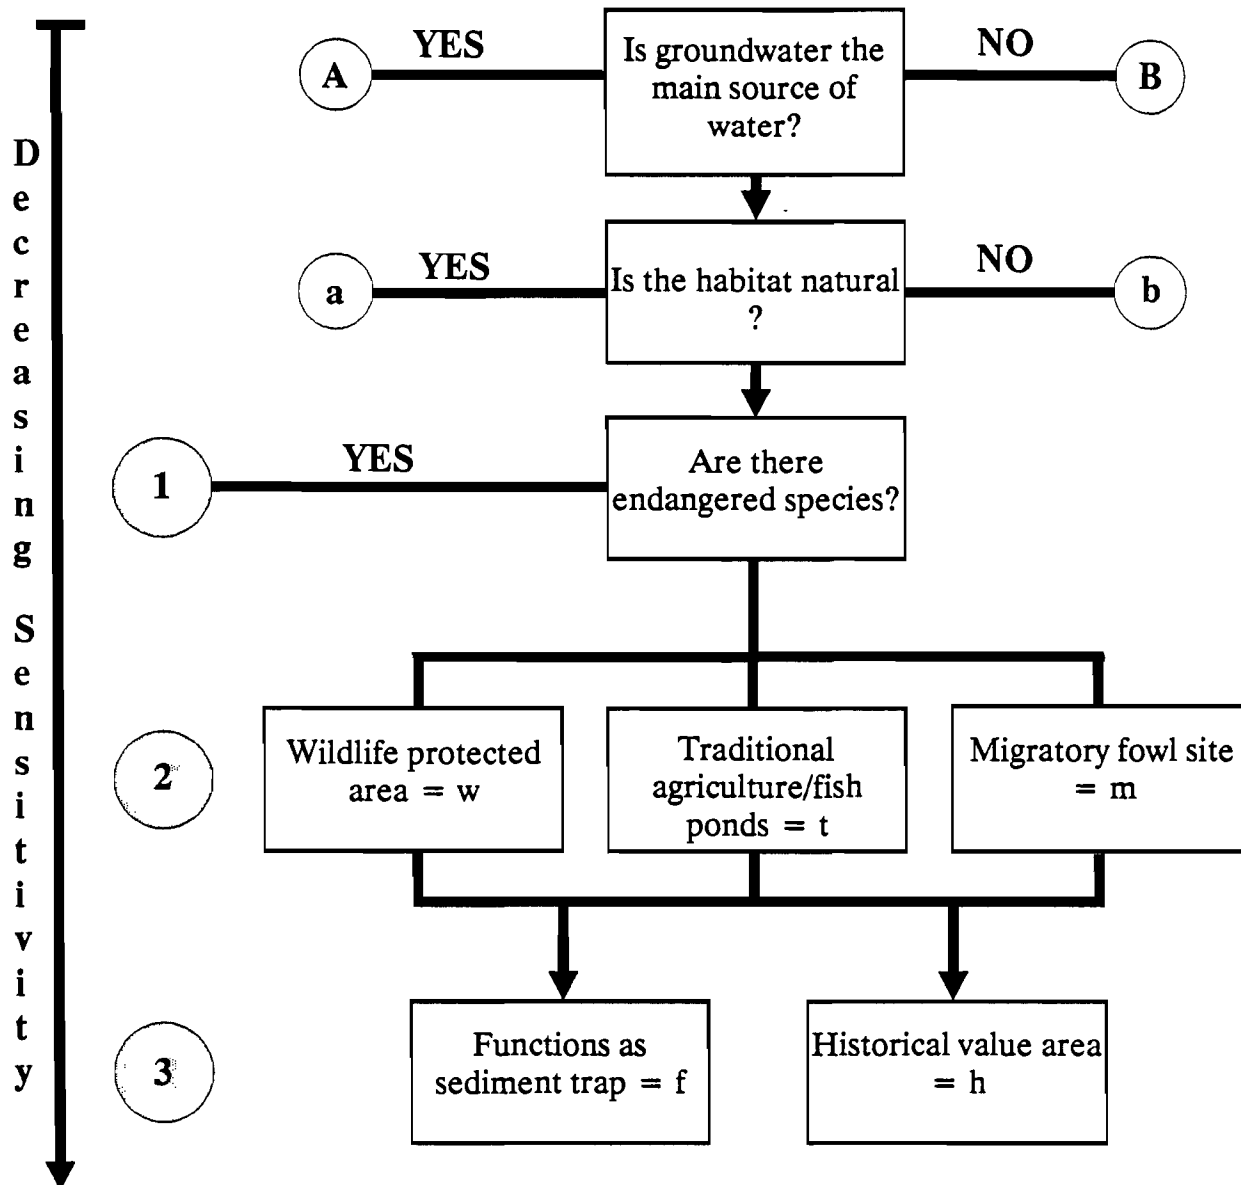 Decreasing Sensitivity
YES
NO
A
Is groundwater the
main source of
water?
B
YES
NO
a
Is the habitat natural
?
b
YES
1
Are there
endangered species?
2
Wildlife protected
area = w
Traditional
agriculture/fish
ponds = t
Migratory fowl site
= m
3
Functions as
sediment trap = f
Historical value area
= h